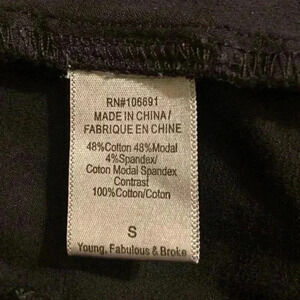 RN#106691
MADE IN CHINA/
FABRIQUE EN CHINE
48%Cotton 48%Modal
4%Spandex/
Coton Modal Spandex
Contrast
100%Cotton/Coton
S
Young, Fabulous & Broke